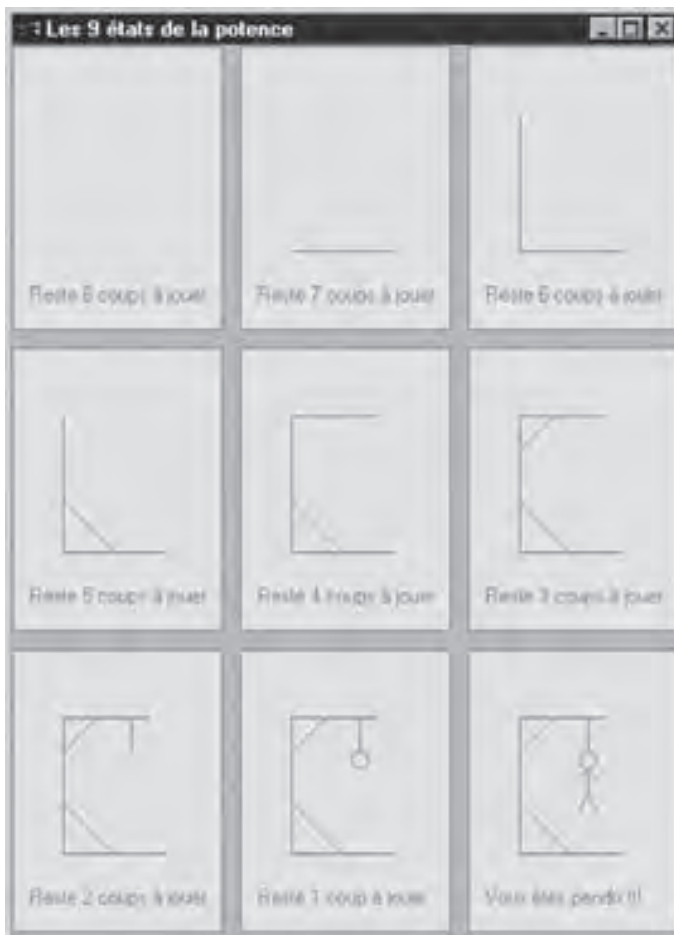 Les 9 états de la potence
Reste 8 coups à jouer
Reste 7 coups à jouer
Reste 6 coups à jouer
Reste 5 coups à jouer
Reste 4 coups à jouer
Reste 3 coups à jouer
Reste 2 coups à jouer
Reste 1 coup à jouer
Vous êtes pendu !!!